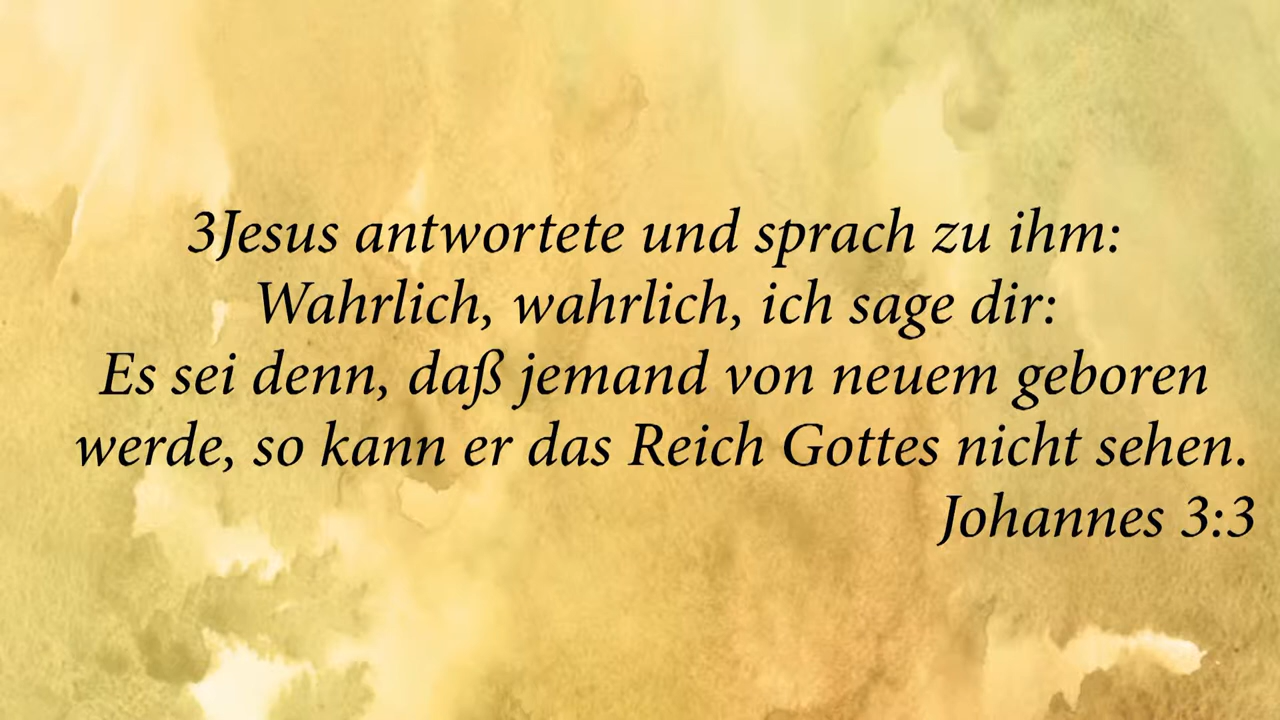 3Jesus antwortete und sprach zu ihm:
Wahrlich, wahrlich, ich sage dir:
Es sei denn, daß jemand von neuem geboren
werde, so kann er das Reich Gottes nicht sehen.
Johannes 3:3